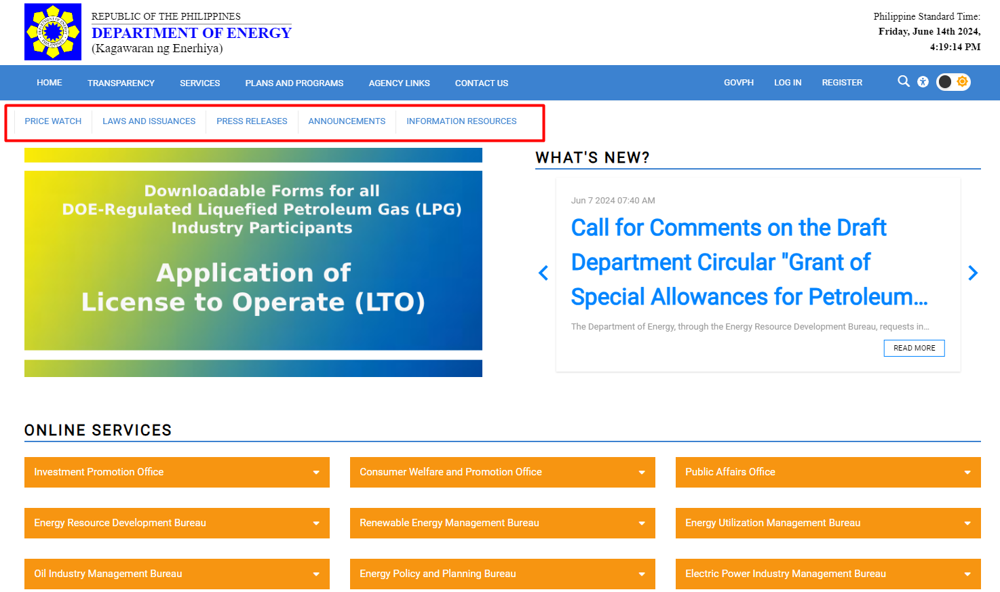 DEPARTMENT OF ENERGY
PHILIPPINES
REPUBLIC OF THE PHILIPPINES
DEPARTMENT OF ENERGY
(Kagawaran ng Enerhiya)
Philippine Standard Time:
Friday, June 14th 2024,
4:19:14 PM
HOME TRANSPARENCY SERVICES PLANS AND PROGRAMS AGENCY LINKS CONTACT US GOVPH LOG IN REGISTER
PRICE WATCH LAWS AND ISSUANCES PRESS RELEASES ANNOUNCEMENTS INFORMATION RESOURCES
Downloadable Forms for all
DOE-Regulated Liquefied Petroleum Gas (LPG)
Industry Participants
Application of
License to Operate (LTO)
WHAT'S NEW?
Jun 7 2024 07:40 AM
Call for Comments on the Draft
Department Circular "Grant of
Special Allowances for Petroleum...
The Department of Energy, through the Energy Resource Development Bureau, requests in...
READ MORE
ONLINE SERVICES
Investment Promotion Office Consumer Welfare and Promotion Office Public Affairs Office
Energy Resource Development Bureau Renewable Energy Management Bureau Energy Utilization Management Bureau
Oil Industry Management Bureau Energy Policy and Planning Bureau Electric Power Industry Management Bureau